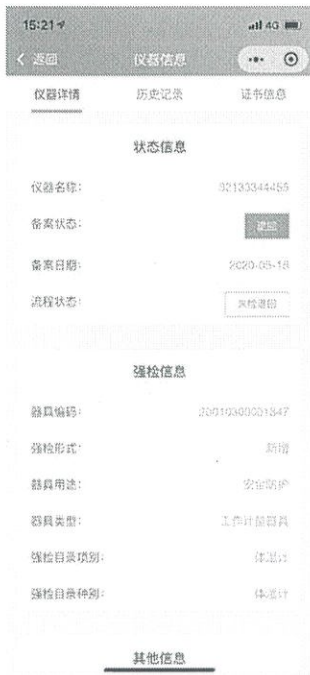 15:21
4G
返回
仪器信息
仪器详情
历史记录
证书信息
状态信息
仪器名称：
备案状态：
退回
备案日期：
2020-05-18
流程状态：
强检信息
器具编码：
强检形式：
新增
器具用途：
安全防护
器具类型：
工作计量器具
强检目录项别：
体温计
强检目录种别：
体温计
其他信息